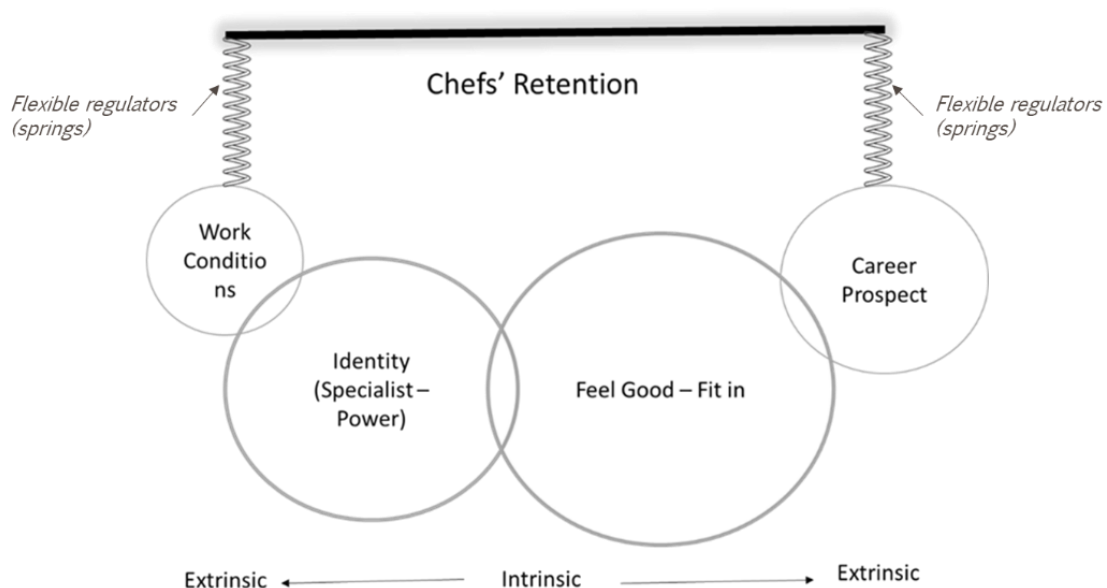 Chefs' Retention
Flexible regulators
(springs)
Flexible regulators
(springs)
Work
Conditio
ns
Career
Prospect
Identity
(Specialist –
Power)
Feel Good – Fit in
Extrinsic
Intrinsic
Extrinsic